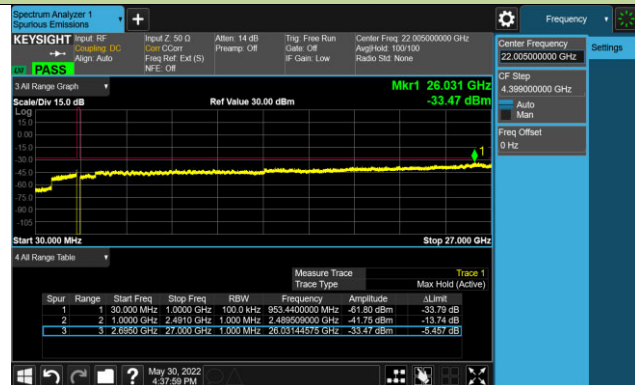 Spectrum Analyzer 1
Spurious Emissions
Frequency
KEYSIGHT Input: RF Input Z: 50 Ω Atten: 14 dB Trig: Free Run Center Freq: 22.005000000 GHz
Coupling: DC Corr CCorr Preamp: Off Gate: Off Avg|Hold: 100/100
Align: Auto Freq Ref: Ext (S) IF Gain: Low Radio Std: None
NFE: Off
PASS
Center Frequency
22.005000000 GHz
Settings
CF Step
4.399000000 GHz
Auto
Man
Freq Offset
0 Hz
3 All Range Graph
Mkr1 26.031 GHz
Scale/Div 15.0 dB Ref Value 30.00 dBm -33.47 dBm
Log
15.0
0.00
-15.0
-30.0
-45.0
-60.0
-75.0
-90.0
-105
1
Start 30.000 MHz Stop 27.000 GHz
4 All Range Table
Measure Trace Trace 1
Trace Type Max Hold (Active)
Spur Range Start Freq Stop Freq RBW Frequency Amplitude ΔLimit
1 1 30.000 MHz 1.0000 GHz 100.0 kHz 953.4400000 MHz -61.80 dBm -33.79 dB
2 2 1.0000 GHz 2.4910 GHz 1.000 MHz 2.489509000 GHz -41.75 dBm -13.74 dB
3 3 2.6950 GHz 27.000 GHz 1.000 MHz 26.03144575 GHz -33.47 dBm -5.457 dB
?
May 30, 2022
4:37:59 PM